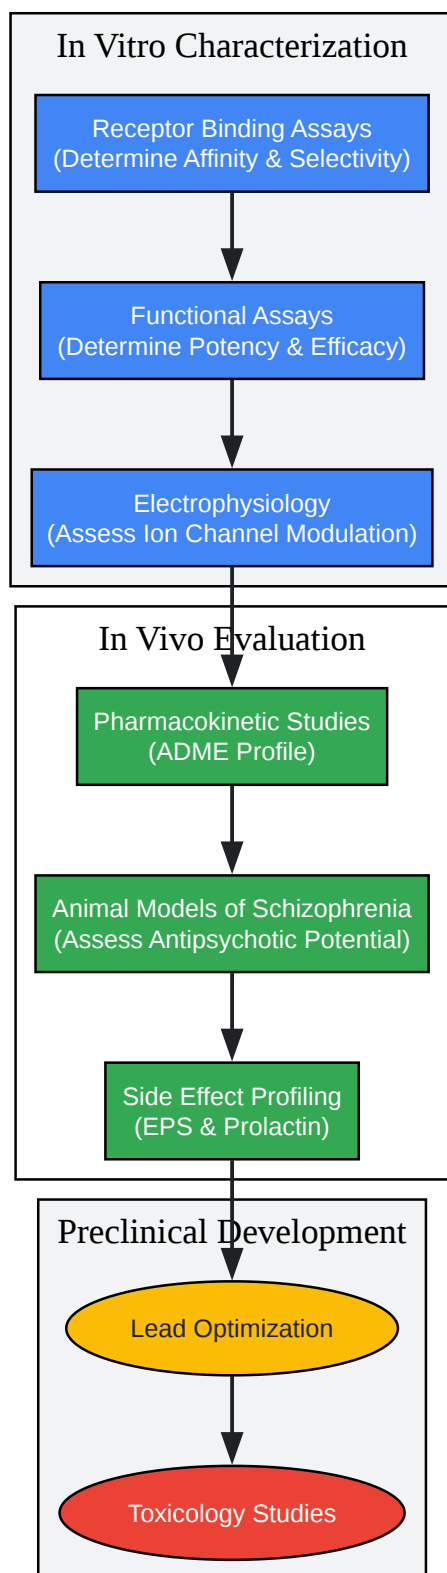 In Vitro Characterization
Receptor Binding Assays
(Determine Affinity & Selectivity)
Functional Assays
(Determine Potency & Efficacy)
Electrophysiology
(Assess Ion Channel Modulation)
In Vivo Evaluation
Pharmacokinetic Studies
(ADME Profile)
Animal Models of Schizophrenia
(Assess Antipsychotic Potential)
Side Effect Profiling
(EPS & Prolactin)
Preclinical Development
Lead Optimization
Toxicology Studies